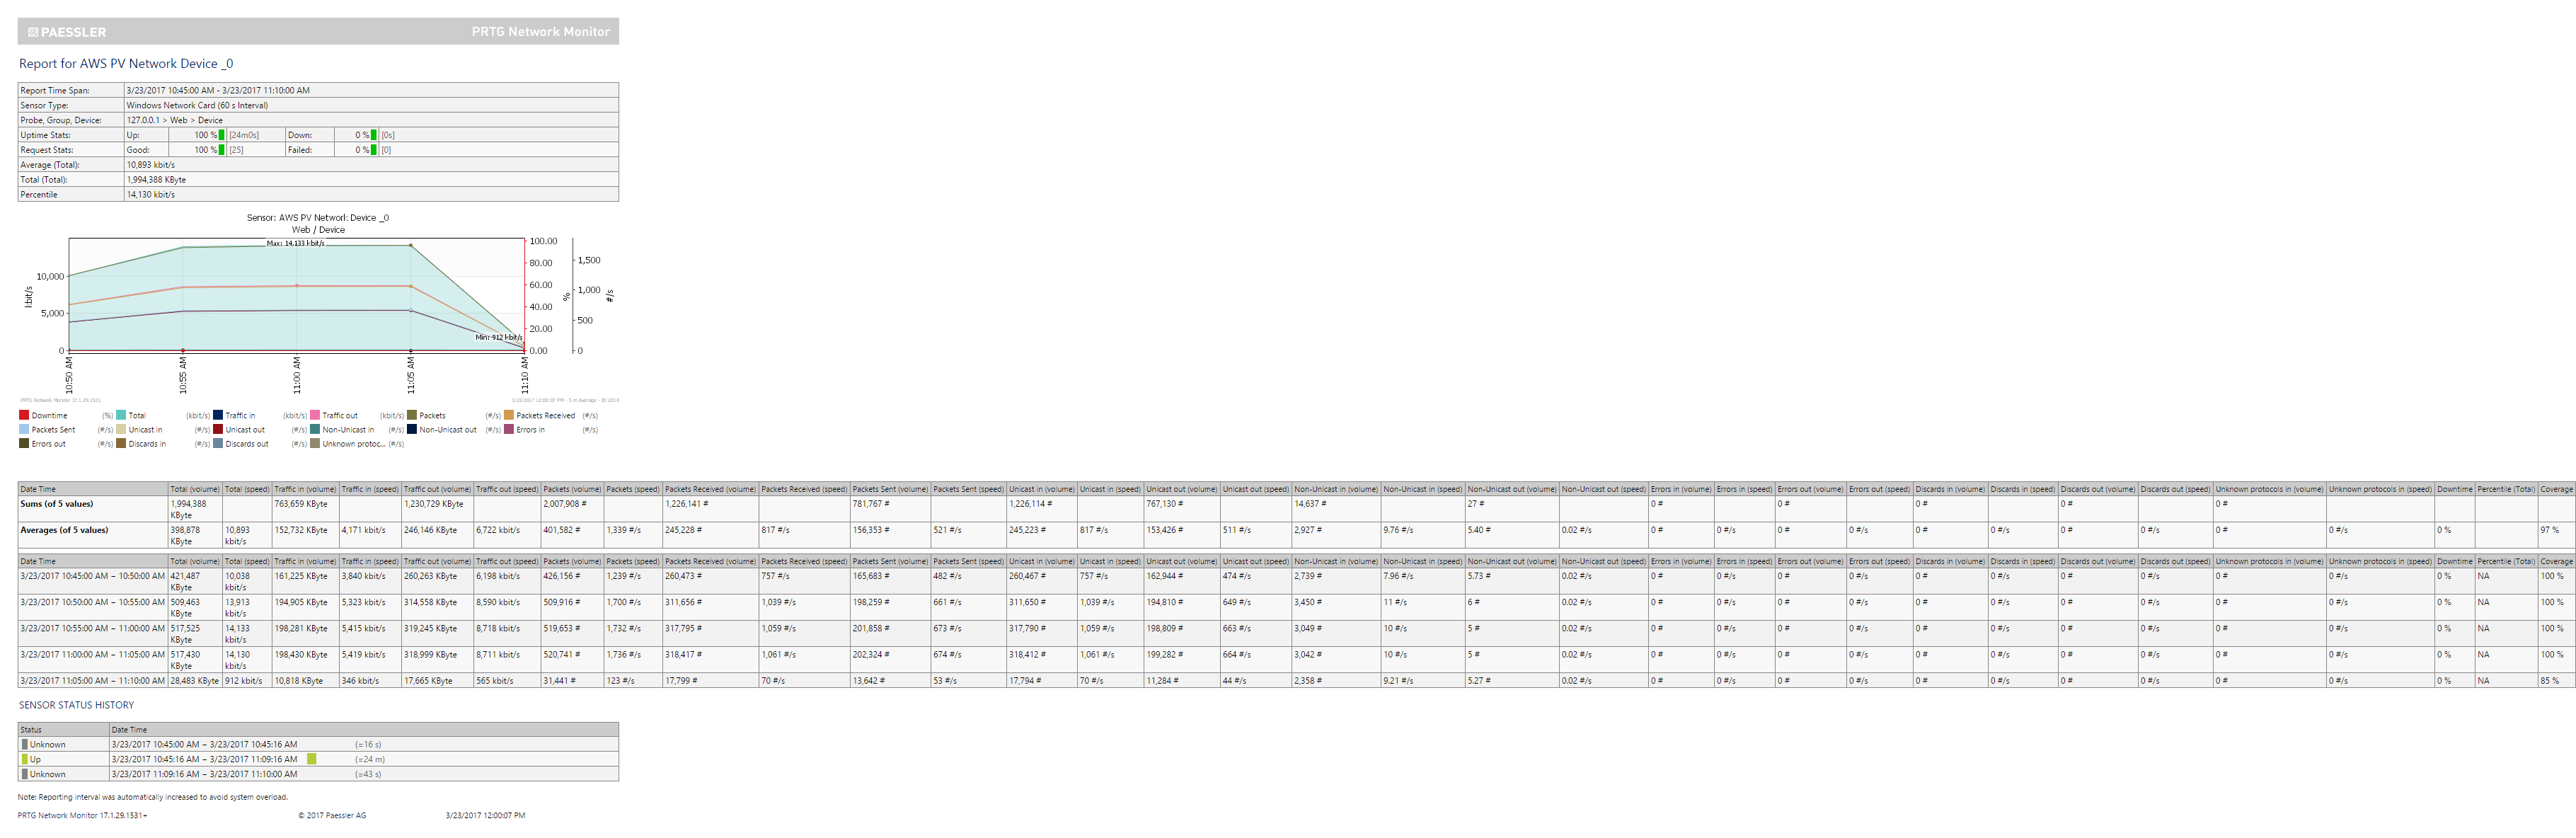 PAESSLER
PRTG Network Monitor
Report for AWS PV Network Device _0
Report Time Span: 3/23/2017 10:45:00 AM - 3/23/2017 11:10:00 AM
Sensor Type: Windows Network Card (60 s Interval)
Probe, Group, Device: 127.0.0.1 > Web > Device
Uptime Stats: Up: 100 % [24m0s] Down: 0 % [0s]
Request Stats: Good: 100 % [25] Failed: 0 % [0]
Average (Total): 10,893 kbit/s
Total (Total): 1,994,388 KByte
Percentile 14,130 kbit/s
Sensor: AWS PV Network Device _0
Web / Device
Max: 14,133 kbit/s
Min: 912 kbit/s
kbit/s
10,000
5,000
0
100.00
80.00
60.00
40.00
20.00
0.00
%
1,500
1,000
500
0
#/s
10:50 AM
10:55 AM
11:00 AM
11:05 AM
11:10 AM
PRTG Network Monitor 17.1.29.1531
3/23/2017 12:00:07 PM - 5 m Average - ID 2014
Downtime (%) Total (kbit/s) Traffic in (kbit/s) Traffic out (kbit/s) Packets (#/s) Packets Received (#/s)
Packets Sent (#/s) Unicast in (#/s) Unicast out (#/s) Non-Unicast in (#/s) Non-Unicast out (#/s) Errors in (#/s)
Errors out (#/s) Discards in (#/s) Discards out (#/s) Unknown protoc... (#/s)
Date Time Total (volume) Total (speed) Traffic in (volume) Traffic in (speed) Traffic out (volume) Traffic out (speed) Packets (volume) Packets (speed) Packets Received (volume) Packets Received (speed) Packets Sent (volume) Packets Sent (speed) Unicast in (volume) Unicast in (speed) Unicast out (volume) Unicast out (speed) Non-Unicast in (volume) Non-Unicast in (speed) Non-Unicast out (volume) Non-Unicast out (speed) Errors in (volume) Errors in (speed) Errors out (volume) Errors out (speed) Discards in (volume) Discards in (speed) Discards out (volume) Discards out (speed) Unknown protocols in (volume) Unknown protocols in (speed) Downtime Percentile (Total) Coverage
Sums (of 5 values) 1,994,388 KByte 763,659 KByte 1,230,729 KByte 2,007,908 # 1,226,141 # 781,767 # 1,226,114 # 767,130 # 14,637 # 27 # 0 # 0 # 0 # 0 # 0 #
Averages (of 5 values) 398,878 KByte 10,893 kbit/s 152,732 KByte 4,171 kbit/s 246,146 KByte 6,722 kbit/s 401,582 # 1,339 #/s 245,228 # 817 #/s 156,353 # 521 #/s 245,223 # 817 #/s 153,426 # 511 #/s 2,927 # 9.76 #/s 5.40 # 0.02 #/s 0 # 0 #/s 0 # 0 #/s 0 # 0 #/s 0 # 0 #/s 0 # 0 #/s 0 % 97 %
Date Time Total (volume) Total (speed) Traffic in (volume) Traffic in (speed) Traffic out (volume) Traffic out (speed) Packets (volume) Packets (speed) Packets Received (volume) Packets Received (speed) Packets Sent (volume) Packets Sent (speed) Unicast in (volume) Unicast in (speed) Unicast out (volume) Unicast out (speed) Non-Unicast in (volume) Non-Unicast in (speed) Non-Unicast out (volume) Non-Unicast out (speed) Errors in (volume) Errors in (speed) Errors out (volume) Errors out (speed) Discards in (volume) Discards in (speed) Discards out (volume) Discards out (speed) Unknown protocols in (volume) Unknown protocols in (speed) Downtime Percentile (Total) Coverage
3/23/2017 10:45:00 AM – 10:50:00 AM 421,487 KByte 10,038 kbit/s 161,225 KByte 3,840 kbit/s 260,263 KByte 6,198 kbit/s 426,156 # 1,239 #/s 260,473 # 757 #/s 165,683 # 482 #/s 260,467 # 757 #/s 162,944 # 474 #/s 2,739 # 7.96 #/s 5.73 # 0.02 #/s 0 # 0 #/s 0 # 0 #/s 0 # 0 #/s 0 # 0 #/s 0 # 0 #/s 0 % NA 100 %
3/23/2017 10:50:00 AM – 10:55:00 AM 509,463 KByte 13,913 kbit/s 194,905 KByte 5,323 kbit/s 314,558 KByte 8,590 kbit/s 509,916 # 1,700 #/s 311,656 # 1,039 #/s 198,259 # 661 #/s 311,650 # 1,039 #/s 194,810 # 649 #/s 3,450 # 11 #/s 6 # 0.02 #/s 0 # 0 #/s 0 # 0 #/s 0 # 0 #/s 0 # 0 #/s 0 # 0 #/s 0 % NA 100 %
3/23/2017 10:55:00 AM – 11:00:00 AM 517,525 KByte 14,133 kbit/s 198,281 KByte 5,415 kbit/s 319,245 KByte 8,718 kbit/s 519,653 # 1,732 #/s 317,795 # 1,059 #/s 201,858 # 673 #/s 317,790 # 1,059 #/s 198,809 # 663 #/s 3,049 # 10 #/s 5 # 0.02 #/s 0 # 0 #/s 0 # 0 #/s 0 # 0 #/s 0 # 0 #/s 0 # 0 #/s 0 % NA 100 %
3/23/2017 11:00:00 AM – 11:05:00 AM 517,430 KByte 14,130 kbit/s 198,430 KByte 5,419 kbit/s 318,999 KByte 8,711 kbit/s 520,741 # 1,736 #/s 318,417 # 1,061 #/s 202,324 # 674 #/s 318,412 # 1,061 #/s 199,282 # 664 #/s 3,042 # 10 #/s 5 # 0.02 #/s 0 # 0 #/s 0 # 0 #/s 0 # 0 #/s 0 # 0 #/s 0 # 0 #/s 0 % NA 100 %
3/23/2017 11:05:00 AM – 11:10:00 AM 28,483 KByte 912 kbit/s 10,818 KByte 346 kbit/s 17,665 KByte 565 kbit/s 31,441 # 123 #/s 17,799 # 70 #/s 13,642 # 53 #/s 17,794 # 70 #/s 11,284 # 44 #/s 2,358 # 9.21 #/s 5.27 # 0.02 #/s 0 # 0 #/s 0 # 0 #/s 0 # 0 #/s 0 # 0 #/s 0 # 0 #/s 0 % NA 85 %
SENSOR STATUS HISTORY
Status Date Time
Unknown 3/23/2017 10:45:00 AM – 3/23/2017 10:45:16 AM (=16 s)
Up 3/23/2017 10:45:16 AM – 3/23/2017 11:09:16 AM (=24 m)
Unknown 3/23/2017 11:09:16 AM – 3/23/2017 11:10:00 AM (=43 s)
Note: Reporting interval was automatically increased to avoid system overload.
PRTG Network Monitor 17.1.29.1531+ © 2017 Paessler AG 3/23/2017 12:00:07 PM